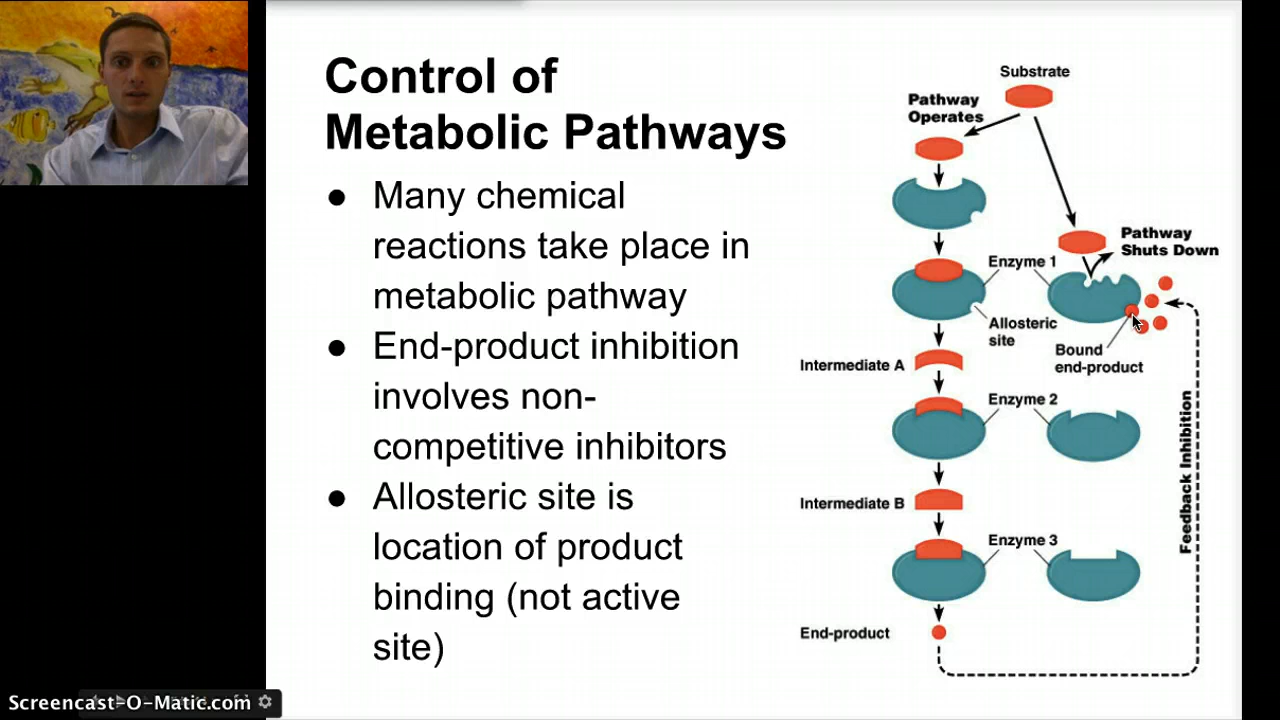 Control of
Metabolic Pathways
● Many chemical
reactions take place in
metabolic pathway
● End-product inhibition
involves non-
competitive inhibitors
● Allosteric site is
location of product
binding (not active
site)
Substrate
Pathway
Operates
Pathway
Shuts Down
Enzyme 1
Allosteric
site
Bound
end-product
Intermediate A
Enzyme 2
Intermediate B
Enzyme 3
End-product
Feedback Inhibition
Screencast-O-Matic.com